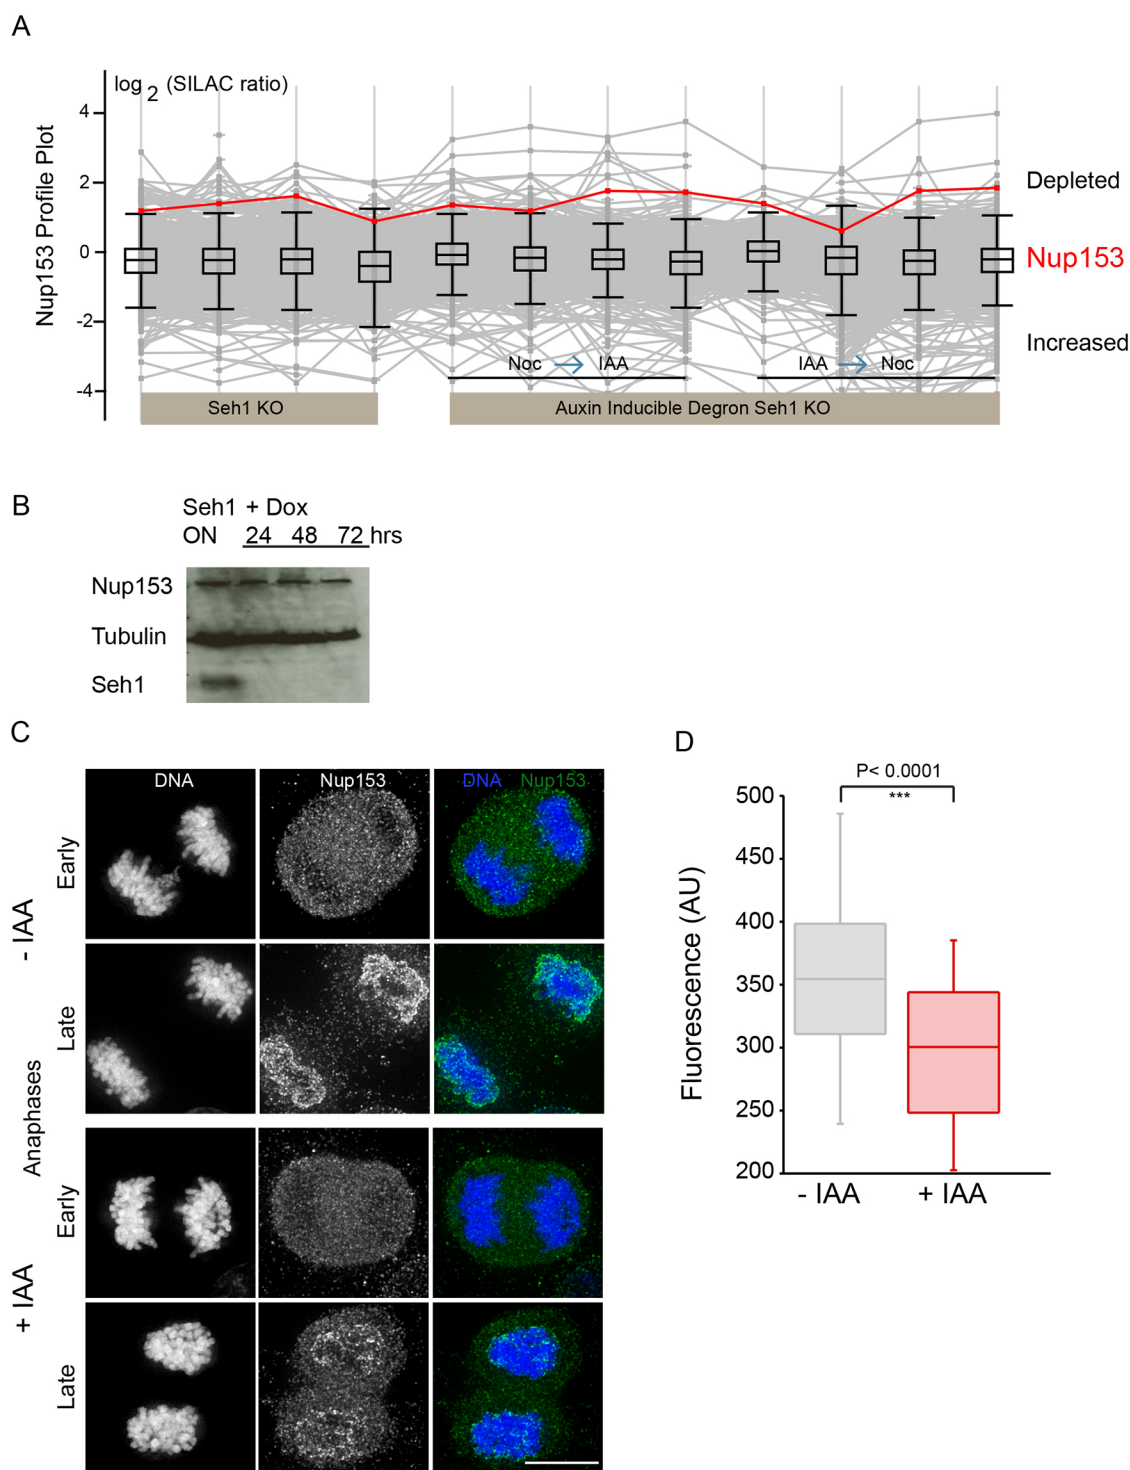 A
log 2 (SILAC ratio)
Nup153 Profile Plot
4
2
0
-2
-4
Depleted
Nup153
Increased
Noc → IAA
IAA → Noc
Seh1 KO
Auxin Inducible Degron Seh1 KO
B
Seh1 + Dox
ON 24 48 72 hrs
Nup153
Tubulin
Seh1
C
DNA
Nup153
DNA Nup153
Anaphases
- IAA
Early
Late
+ IAA
Early
Late
D
P< 0.0001
***
Fluorescence (AU)
500
450
400
350
300
250
200
- IAA
+ IAA